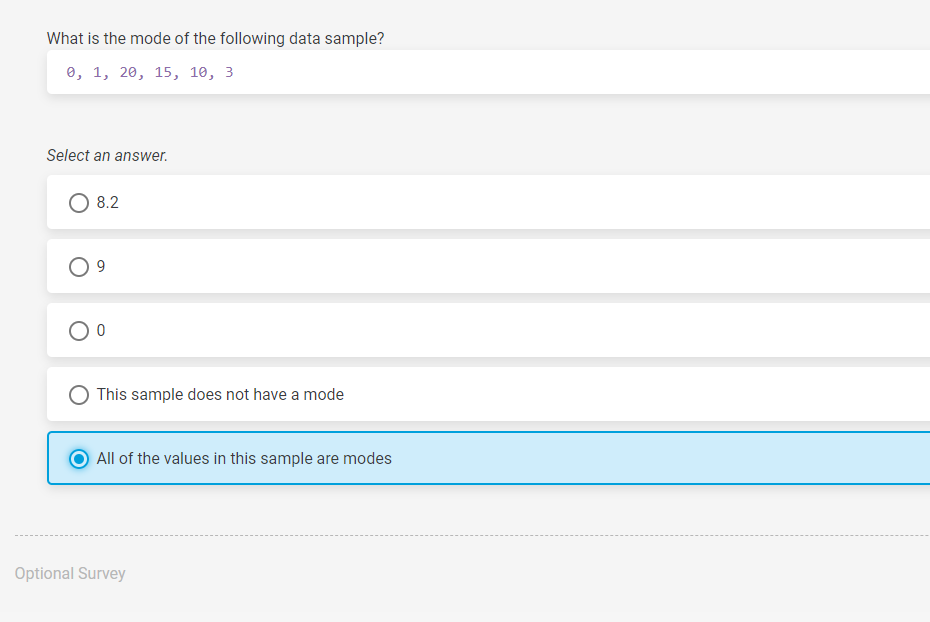 What is the mode of the following data sample?
0, 1, 20, 15, 10, 3
Select an answer.
8.2
9
0
This sample does not have a mode
All of the values in this sample are modes
Optional Survey